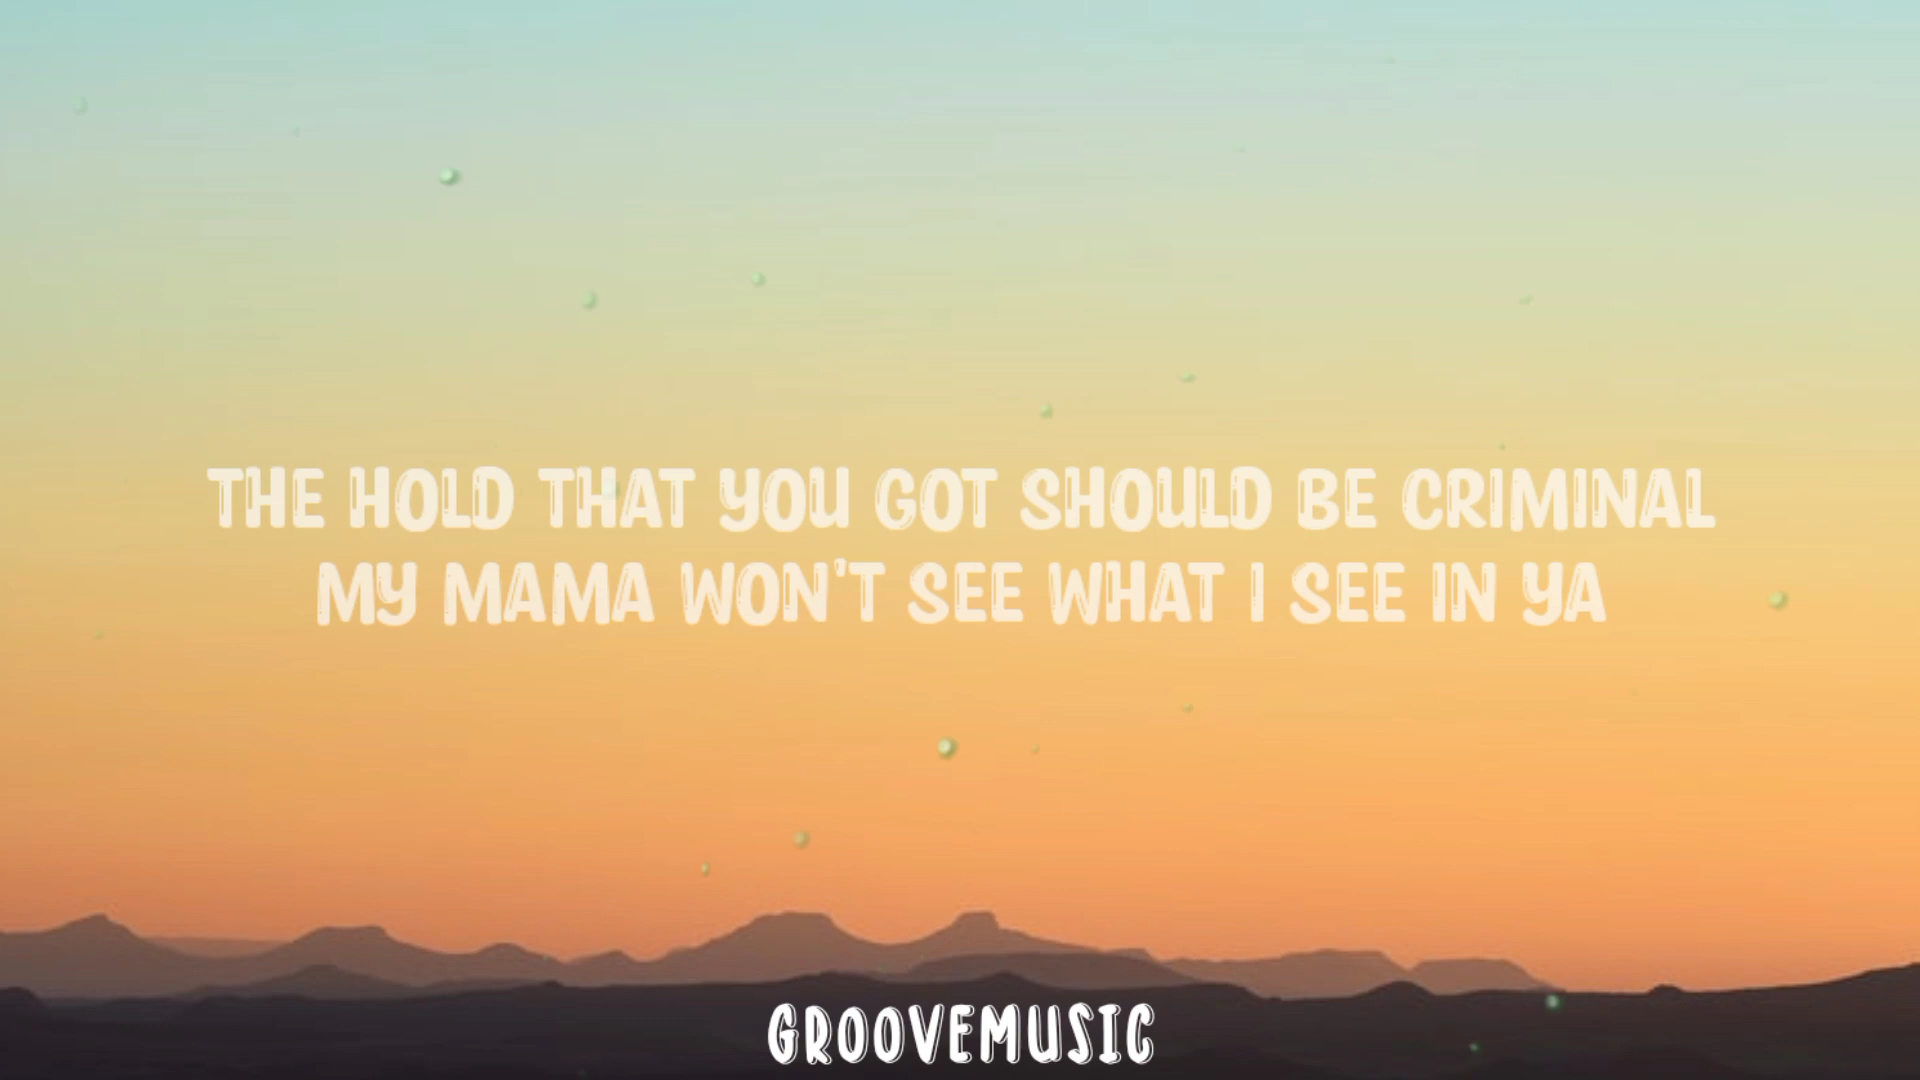 THE HOLD THAT YOU GOT SHOULD BE CRIMINAL
MY MAMA WON'T SEE WHAT I SEE IN YA
GROOVEMUSIC